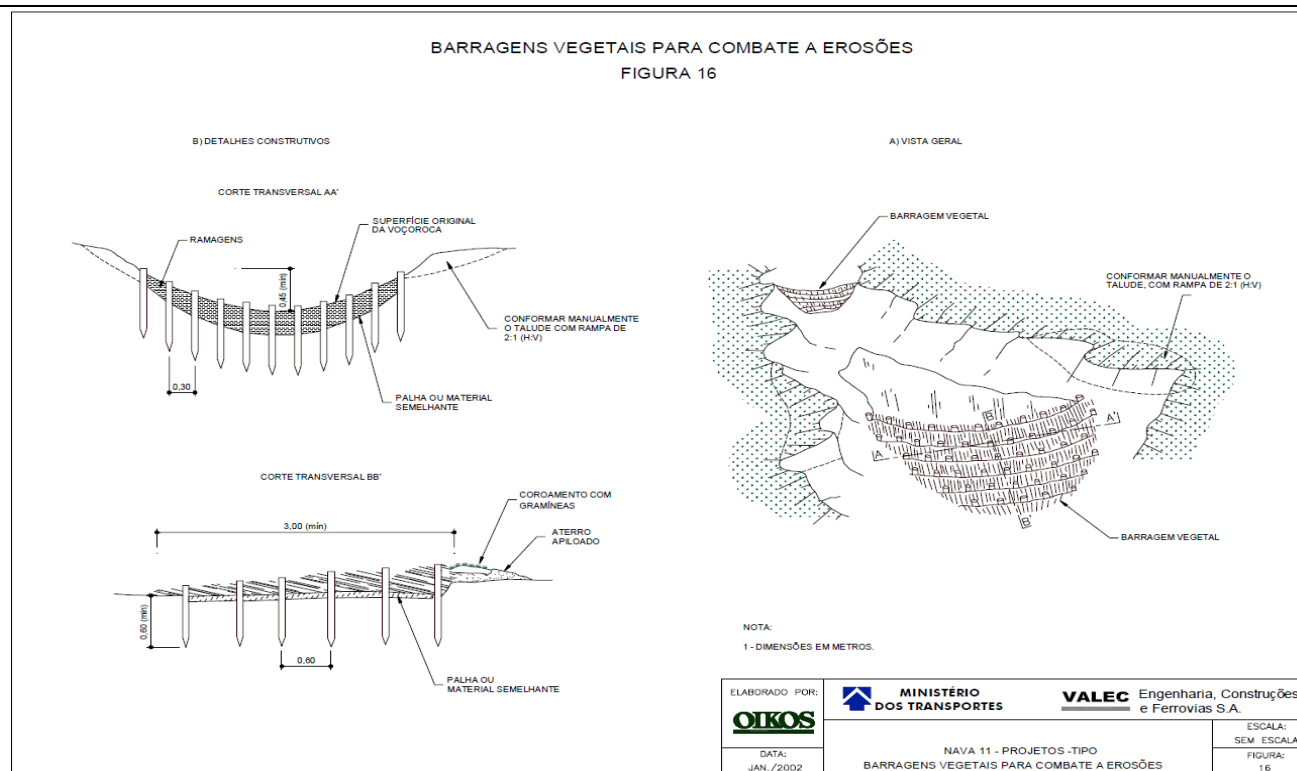 BARRAGENS VEGETAIS PARA COMBATE A EROSÕES
FIGURA 16
B) DETALHES CONSTRUTIVOS
CORTE TRANSVERSAL AA'
RAMAGENS
SUPERFÍCIE ORIGINAL
DA VOÇOROCA
0,45 (mín)
CONFORMAR MANUALMENTE
O TALUDE COM RAMPA DE
2:1 (H:V)
0,30
PALHA OU MATERIAL
SEMELHANTE
CORTE TRANSVERSAL BB'
COROAMENTO COM
GRAMÍNEAS
3,00 (mín)
ATERRO
APILOADO
0,60 (mín)
0,60
PALHA OU
MATERIAL SEMELHANTE
A) VISTA GERAL
BARRAGEM VEGETAL
CONFORMAR MANUALMENTE O
TALUDE, COM RAMPA DE 2:1 (H:V)
B
A'
A
B'
BARRAGEM VEGETAL
NOTA:
1 - DIMENSÕES EM METROS.
ELABORADO POR:
OIKOS
DATA:
JAN./2002
MINISTÉRIO
DOS TRANSPORTES
VALEC Engenharia, Construções
e Ferrovias S.A.
NAVA 11 - PROJETOS -TIPO
BARRAGENS VEGETAIS PARA COMBATE A EROSÕES
ESCALA:
SEM ESCALA
FIGURA:
16